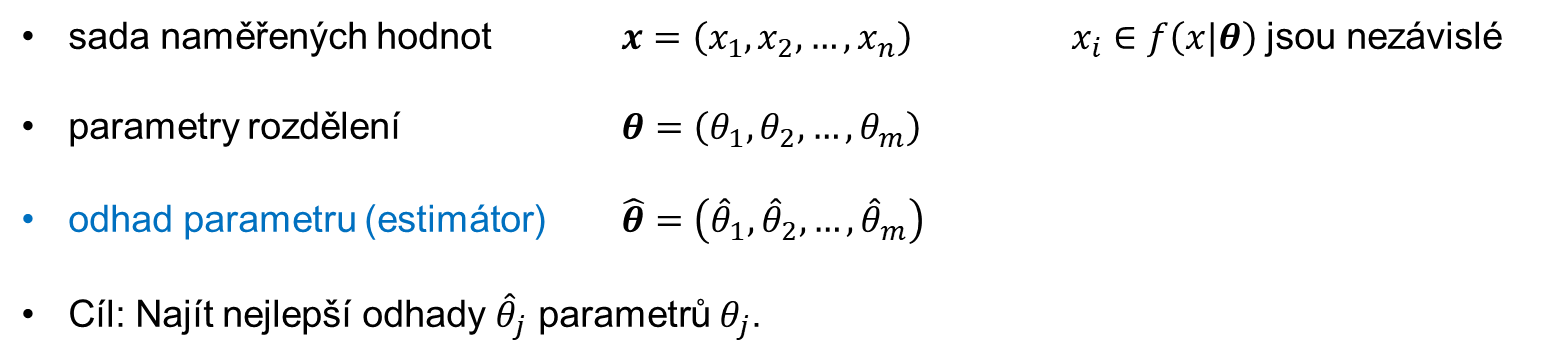 • sada naměřených hodnot 𝒙 = (x₁, x₂, … , xₙ) xᵢ ∈ f(x|𝜽) jsou nezávislé
• parametry rozdělení 𝜽 = (θ₁, θ₂, … , θₘ)
• odhad parametru (estimátor) 𝜽̂ = (θ̂₁, θ̂₂, … , θ̂ₘ)
• Cíl: Najít nejlepší odhady θ̂ⱼ parametrů θⱼ.